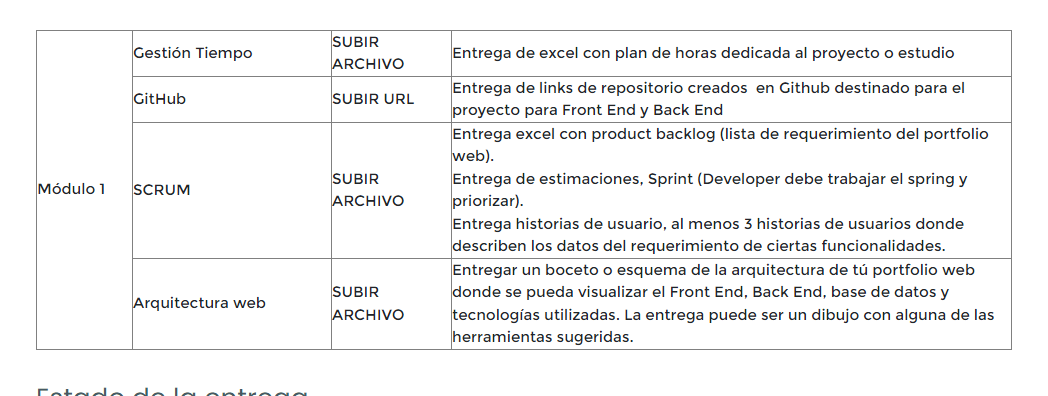 Módulo 1
Gestión Tiempo
SUBIR
ARCHIVO
Entrega de excel con plan de horas dedicada al proyecto o estudio
GitHub
SUBIR URL
Entrega de links de repositorio creados  en Github destinado para el
proyecto para Front End y Back End
SCRUM
SUBIR
ARCHIVO
Entrega excel con product backlog (lista de requerimiento del portfolio
web).
Entrega de estimaciones, Sprint (Developer debe trabajar el spring y
priorizar).
Entrega historias de usuario, al menos 3 historias de usuarios donde
describen los datos del requerimiento de ciertas funcionalidades.
Arquitectura web
SUBIR
ARCHIVO
Entregar un boceto o esquema de la arquitectura de tú portfolio web
donde se pueda visualizar el Front End, Back End, base de datos y
tecnologías utilizadas. La entrega puede ser un dibujo con alguna de las
herramientas sugeridas.
Estado de la entrega